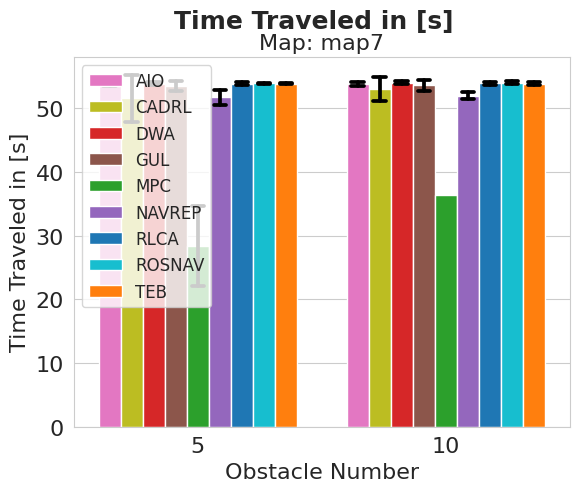 Time Traveled in [s]
Map: map7
Time Traveled in [s]
50
40
30
20
10
0
AIO
CADRL
DWA
GUL
MPC
NAVREP
RLCA
ROSNAV
TEB
5
10
Obstacle Number